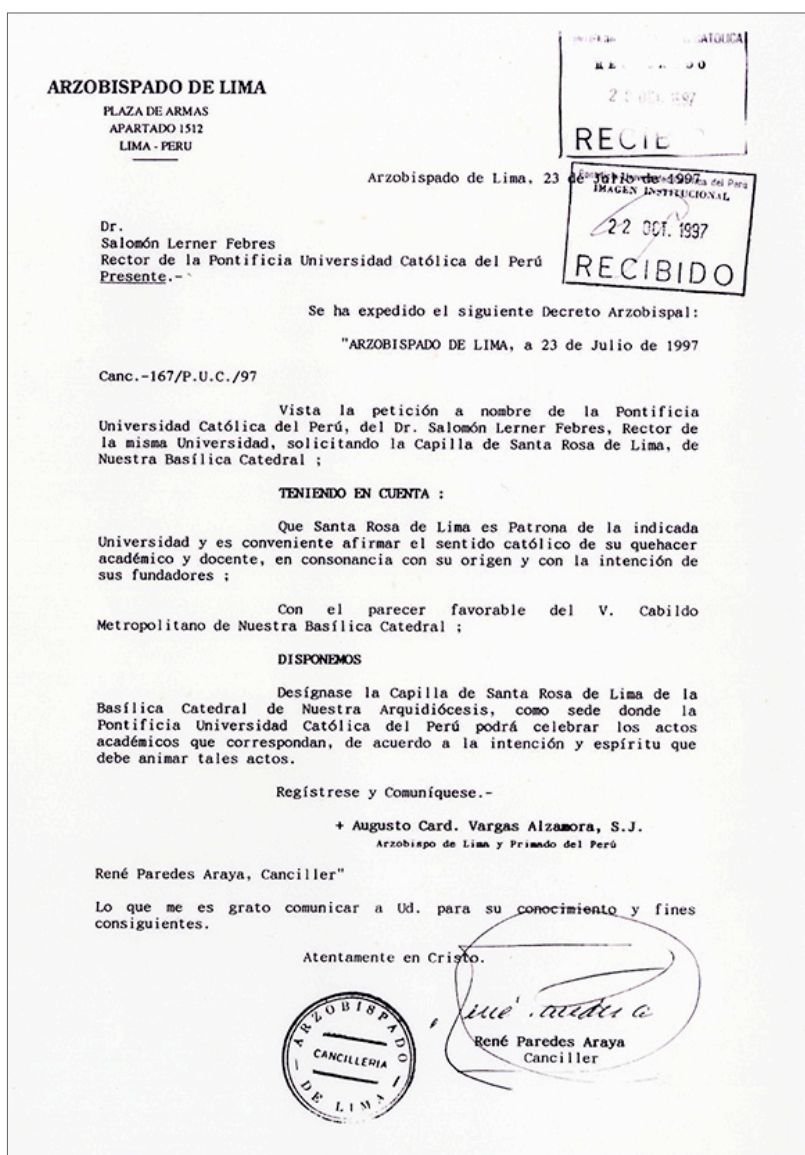 ARZOBISPADO DE LIMA
PLAZA DE ARMAS
APARTADO 1512
LIMA - PERU
RECIB
Arzobispado de Lima, 23 de Julio de 1997
Pontificia Universidad Católica del Perú
IMAGEN INSTITUCIONAL
22 OCT. 1997
RECIBIDO
Dr.
Salomón Lerner Febres
Rector de la Pontificia Universidad Católica del Perú
Presente.-
Se ha expedido el siguiente Decreto Arzobispal:
"ARZOBISPADO DE LIMA, a 23 de Julio de 1997
Canc.-167/P.U.C./97
Vista la petición a nombre de la Pontificia
Universidad Católica del Perú, del Dr. Salomón Lerner Febres, Rector de
la misma Universidad, solicitando la Capilla de Santa Rosa de Lima, de
Nuestra Basílica Catedral ;
TENIENDO EN CUENTA :
Que Santa Rosa de Lima es Patrona de la indicada
Universidad y es conveniente afirmar el sentido católico de su quehacer
académico y docente, en consonancia con su origen y con la intención de
sus fundadores ;
Con el parecer favorable del V. Cabildo
Metropolitano de Nuestra Basílica Catedral ;
DISPONEMOS
Desígnase la Capilla de Santa Rosa de Lima de la
Basílica Catedral de Nuestra Arquidiócesis, como sede donde la
Pontificia Universidad Católica del Perú podrá celebrar los actos
académicos que correspondan, de acuerdo a la intención y espíritu que
debe animar tales actos.
Regístrese y Comuníquese.-
+ Augusto Card. Vargas Alzamora, S.J.
Arzobispo de Lima y Primado del Perú
René Paredes Araya, Canciller"
Lo que me es grato comunicar a Ud. para su conocimiento y fines
consiguientes.
Atentamente en Cristo.
René Paredes A
René Paredes Araya
Canciller
ARZOBISPADO
CANCILLERIA
DE LIMA